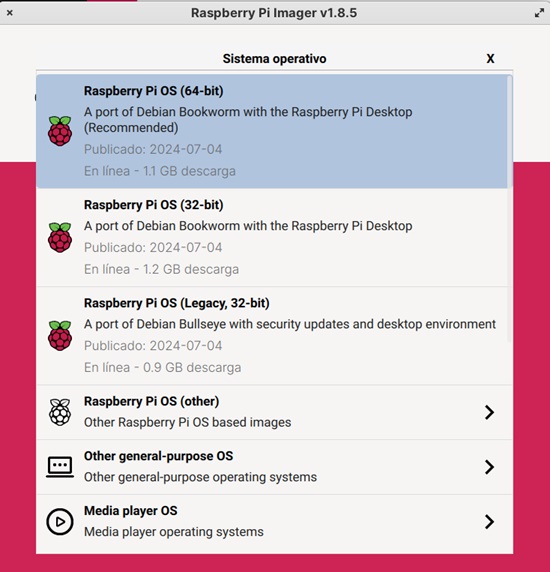 Raspberry Pi Imager v1.8.5
Sistema operativo X
Raspberry Pi OS (64-bit)
A port of Debian Bookworm with the Raspberry Pi Desktop
(Recommended)
Publicado: 2024-07-04
En línea - 1.1 GB descarga
Raspberry Pi OS (32-bit)
A port of Debian Bookworm with the Raspberry Pi Desktop
Publicado: 2024-07-04
En línea - 1.2 GB descarga
Raspberry Pi OS (Legacy, 32-bit)
A port of Debian Bullseye with security updates and desktop environment
Publicado: 2024-07-04
En línea - 0.9 GB descarga
Raspberry Pi OS (other)
Other Raspberry Pi OS based images
Other general-purpose OS
Other general-purpose operating systems
Media player OS
Media player operating systems